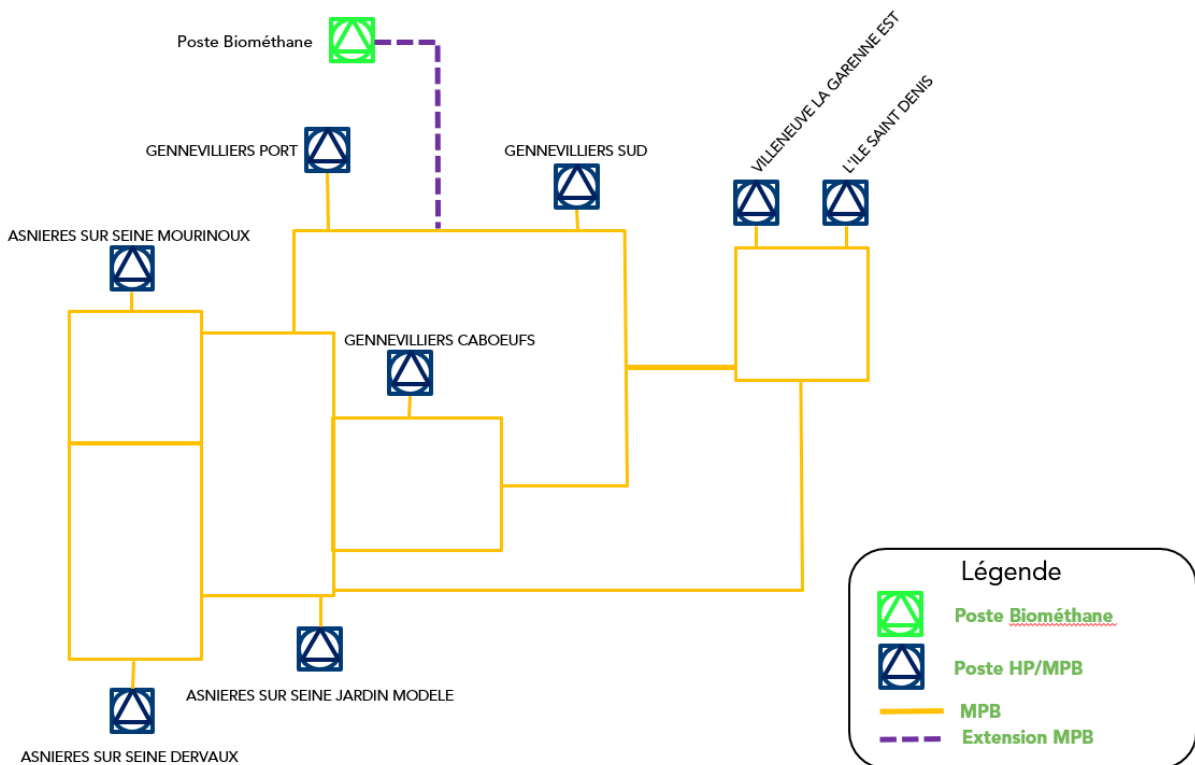 Poste Biométhane
VILLENEUVE LA GARENNE EST
L'ILE SAINT DENIS
GENNEVILLIERS PORT
GENNEVILLIERS SUD
ASNIERES SUR SEINE MOURINOUX
GENNEVILLIERS CABOEUFS
ASNIERES SUR SEINE JARDIN MODELE
ASNIERES SUR SEINE DERVAUX
Légende
Poste Biométhane
Poste HP/MPB
MPB
Extension MPB